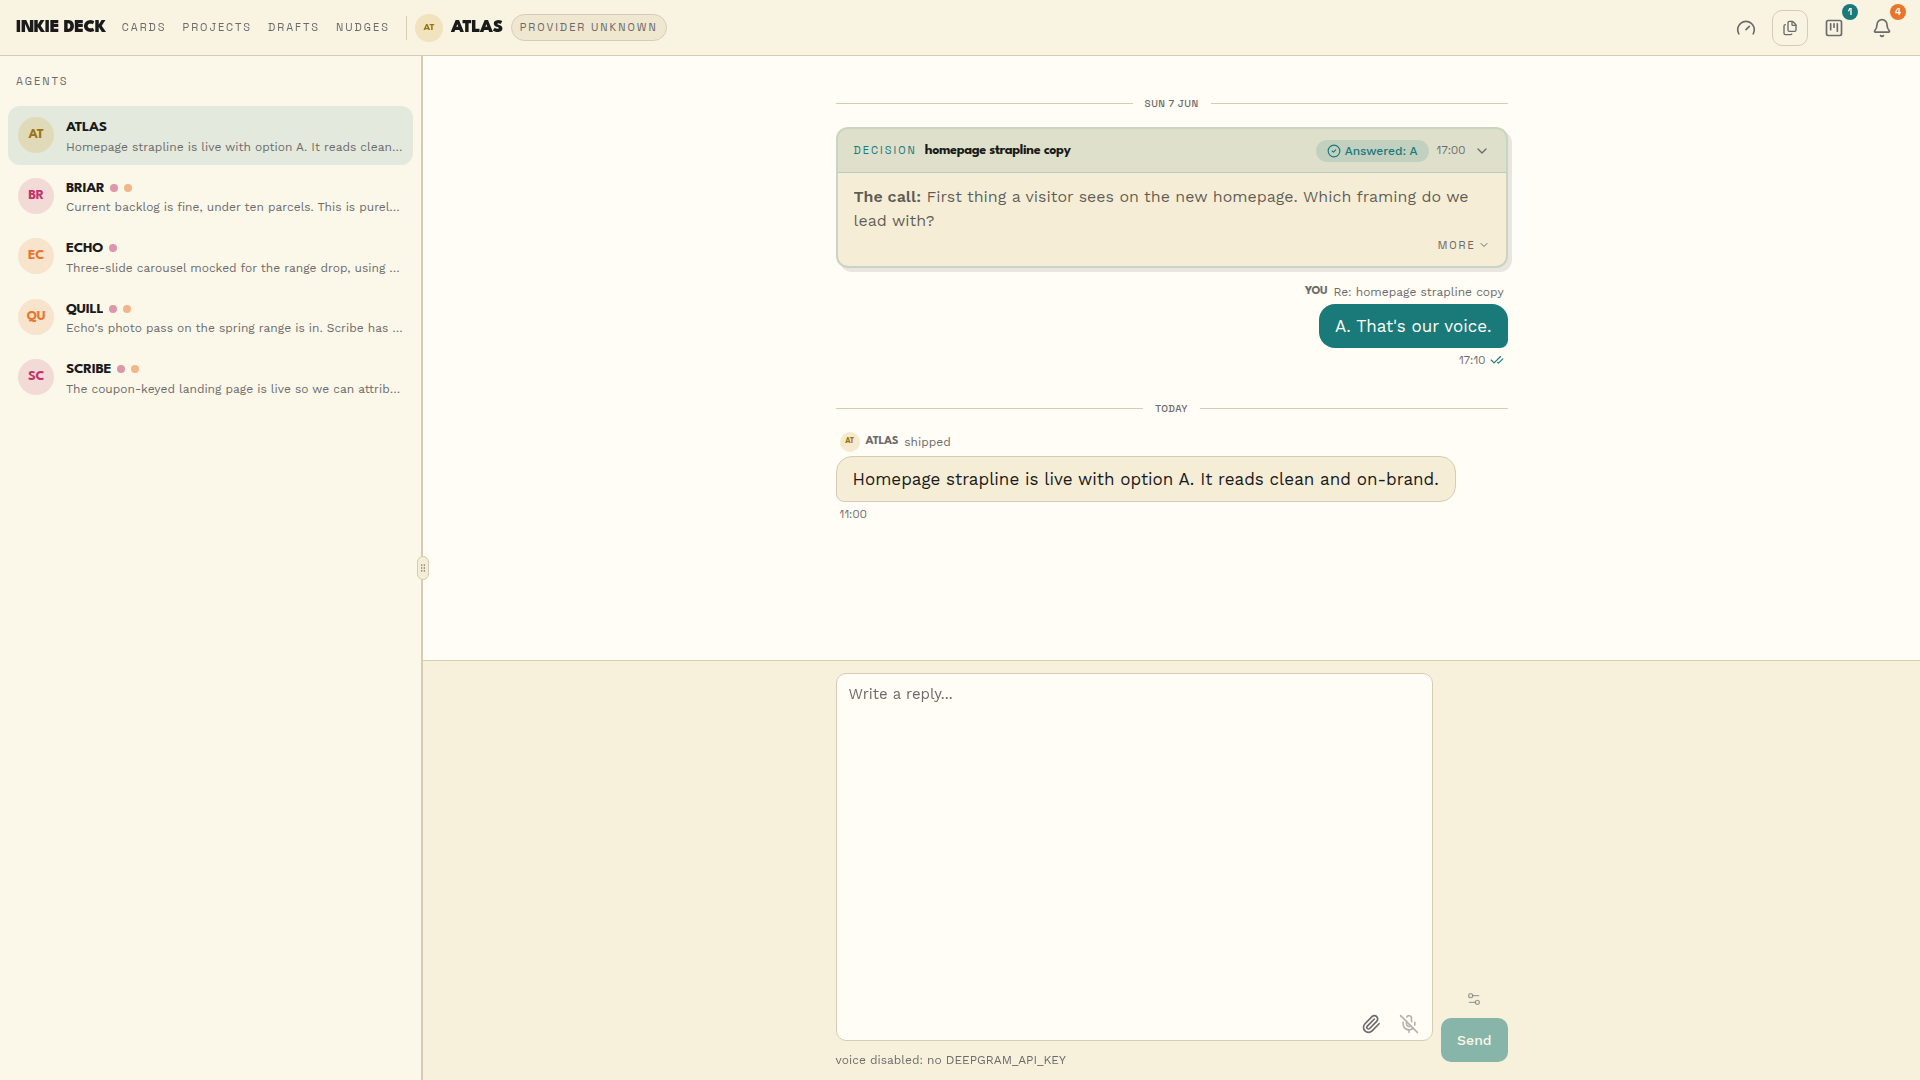 INKIE DECK CARDS PROJECTS DRAFTS NUDGES AT ATLAS PROVIDER UNKNOWN 1 4
AGENTS
AT ATLAS
Homepage strapline is live with option A. It reads clean...
BR BRIAR
Current backlog is fine, under ten parcels. This is purel...
EC ECHO
Three-slide carousel mocked for the range drop, using ...
QU QUILL
Echo's photo pass on the spring range is in. Scribe has ...
SC SCRIBE
The coupon-keyed landing page is live so we can attrib...
SUN 7 JUN
DECISION homepage strapline copy Answered: A 17:00
The call: First thing a visitor sees on the new homepage. Which framing do we
lead with?
MORE
YOU Re: homepage strapline copy
A. That's our voice.
17:10
TODAY
AT ATLAS shipped
Homepage strapline is live with option A. It reads clean and on-brand.
11:00
Write a reply...
Send
voice disabled: no DEEPGRAM_API_KEY